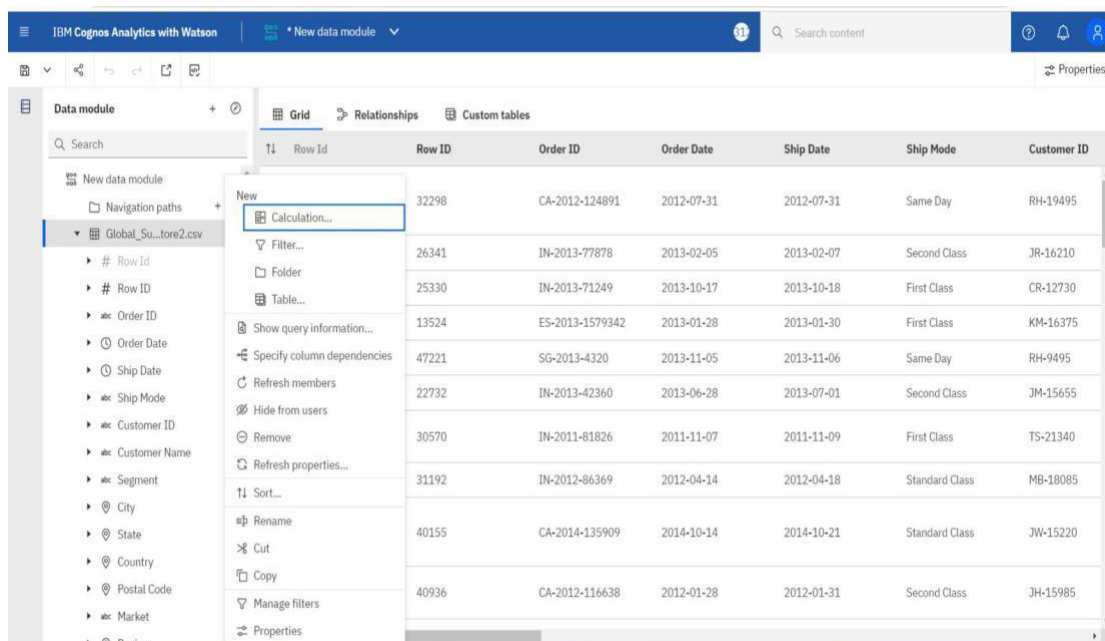 IBM Cognos Analytics with Watson
* New data module
31
Search content
Properties
Data module
Grid
Relationships
Custom tables
Search
Row Id Row ID Order ID Order Date Ship Date Ship Mode Customer ID
New data module
Navigation paths
Global_Su...tore2.csv
# Row Id
# Row ID
abc Order ID
Order Date
Ship Date
abc Ship Mode
abc Customer ID
abc Customer Name
abc Segment
City
State
Country
Postal Code
abc Market
New
Calculation...
Filter...
Folder
Table...
Show query information...
Specify column dependencies
Refresh members
Hide from users
Remove
Refresh properties...
Sort...
Rename
Cut
Copy
Manage filters
Properties
32298 CA-2012-124891 2012-07-31 2012-07-31 Same Day RH-19495
26341 IN-2013-77878 2013-02-05 2013-02-07 Second Class JR-16210
25330 IN-2013-71249 2013-10-17 2013-10-18 First Class CR-12730
13524 ES-2013-1579342 2013-01-28 2013-01-30 First Class KM-16375
47221 SG-2013-4320 2013-11-05 2013-11-06 Same Day RH-9495
22732 IN-2013-42360 2013-06-28 2013-07-01 Second Class JM-15655
30570 IN-2011-81826 2011-11-07 2011-11-09 First Class TS-21340
31192 IN-2012-86369 2012-04-14 2012-04-18 Standard Class MB-18085
40155 CA-2014-135909 2014-10-14 2014-10-21 Standard Class JW-15220
40936 CA-2012-116638 2012-01-28 2012-01-31 Second Class JH-15985